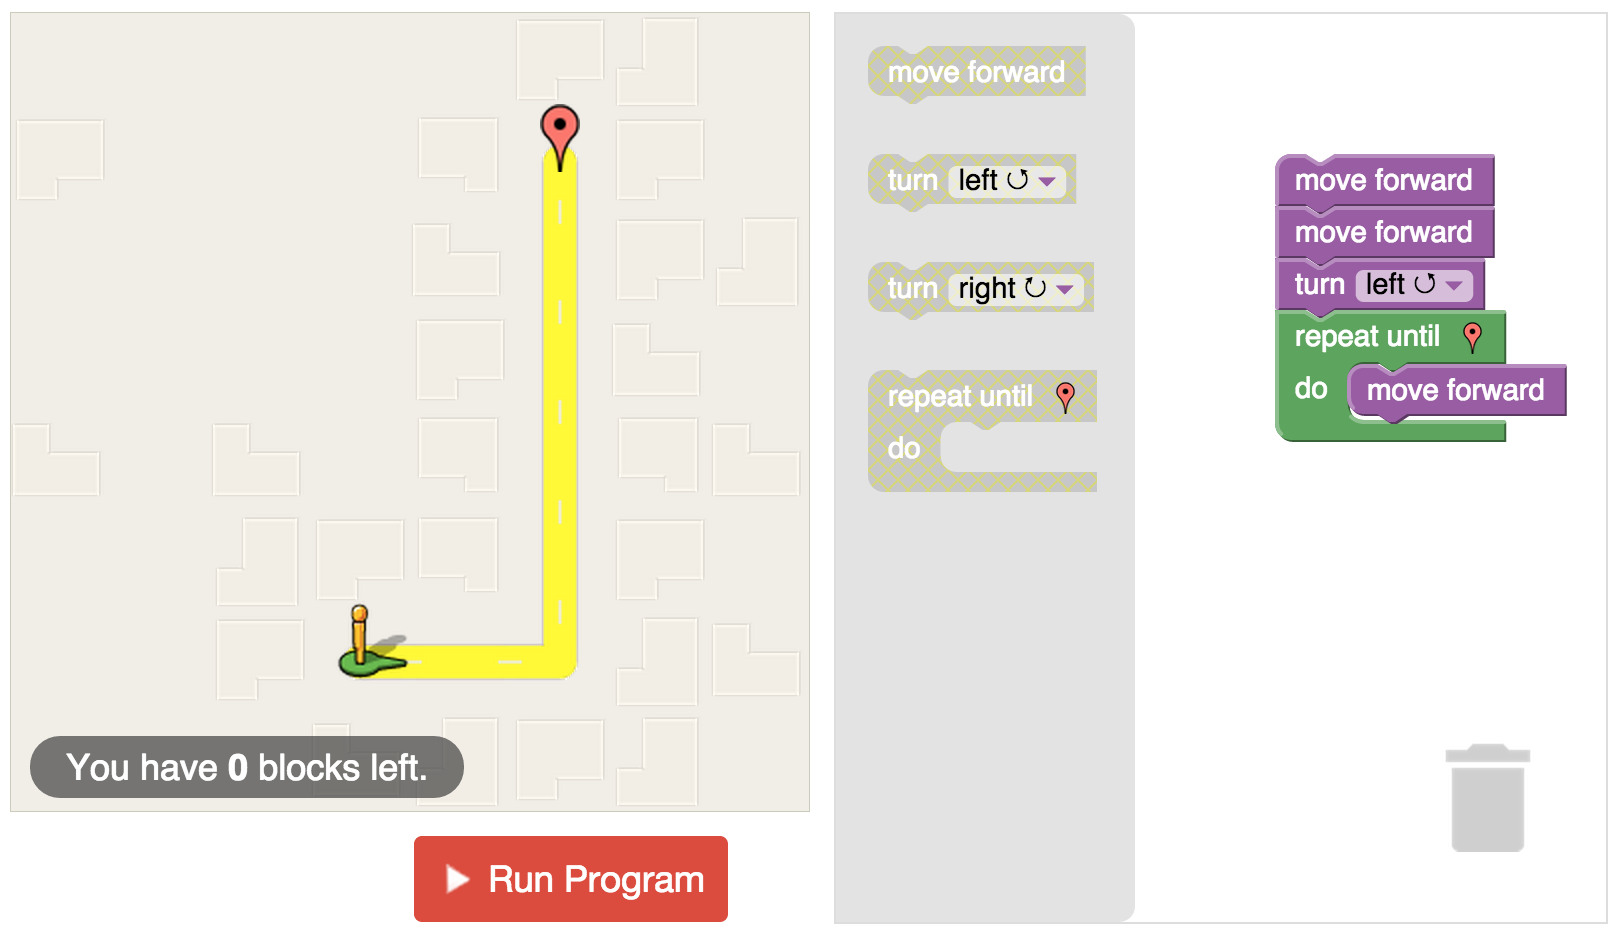 You have 0 blocks left.
Run Program
move forward
turn left
turn right
repeat until
do
move forward
move forward
turn left
repeat until
do move forward